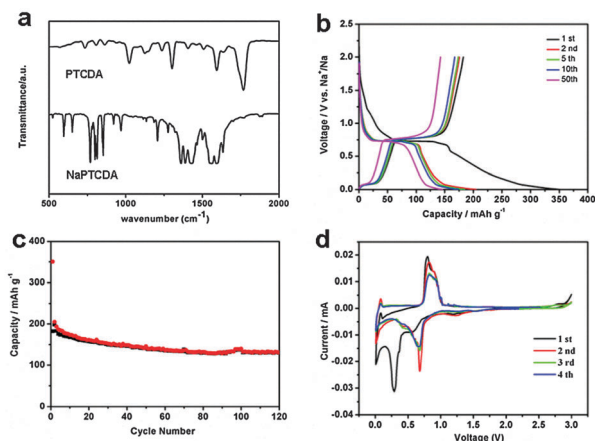 a
Transmittance/a.u.
PTCDA
NaPTCDA
500
1000
1500
2000
wavenumber (cm⁻¹)
b
Voltage / V vs. Na⁺/Na
2.5
2.0
1.5
1.0
0.5
0.0
1 st
2 nd
5 th
10th
50th
0 50 100 150 200 250 300 350 400
Capacity / mAh g⁻¹
c
Capacity / mAh g⁻¹
400
300
200
100
0
0 20 40 60 80 100 120
Cycle Number
d
Current / mA
0.02
0.01
0.00
-0.01
-0.02
-0.03
-0.04
1 st
2 nd
3 rd
4 th
0.0 0.5 1.0 1.5 2.0 2.5 3.0
Voltage (V)